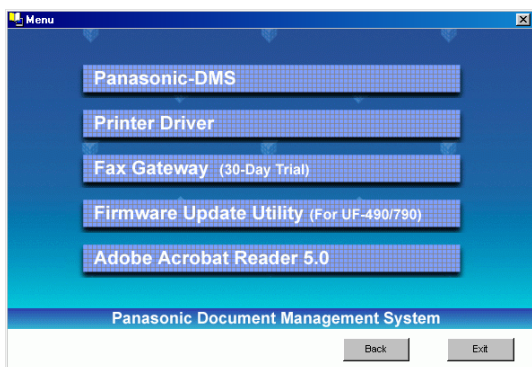 Menu
Panasonic-DMS
Printer Driver
Fax Gateway (30-Day Trial)
Firmware Update Utility (For UF-490/790)
Adobe Acrobat Reader 5.0
Panasonic Document Management System
Back Exit